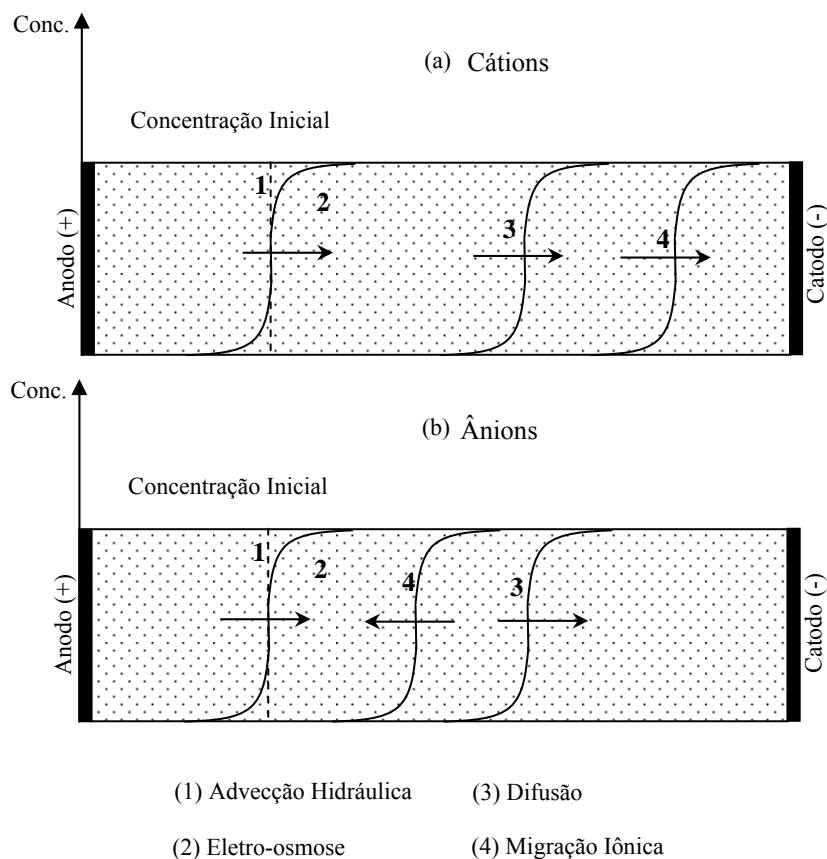 Conc.
(a) Cátions
Concentração Inicial
1
2
3
4
Anodo (+)
Catodo (-)
Conc.
(b) Ânions
Concentração Inicial
1
2
4
3
Anodo (+)
Catodo (-)
(1) Advecção Hidráulica (3) Difusão
(2) Eletro-osmose (4) Migração Iônica